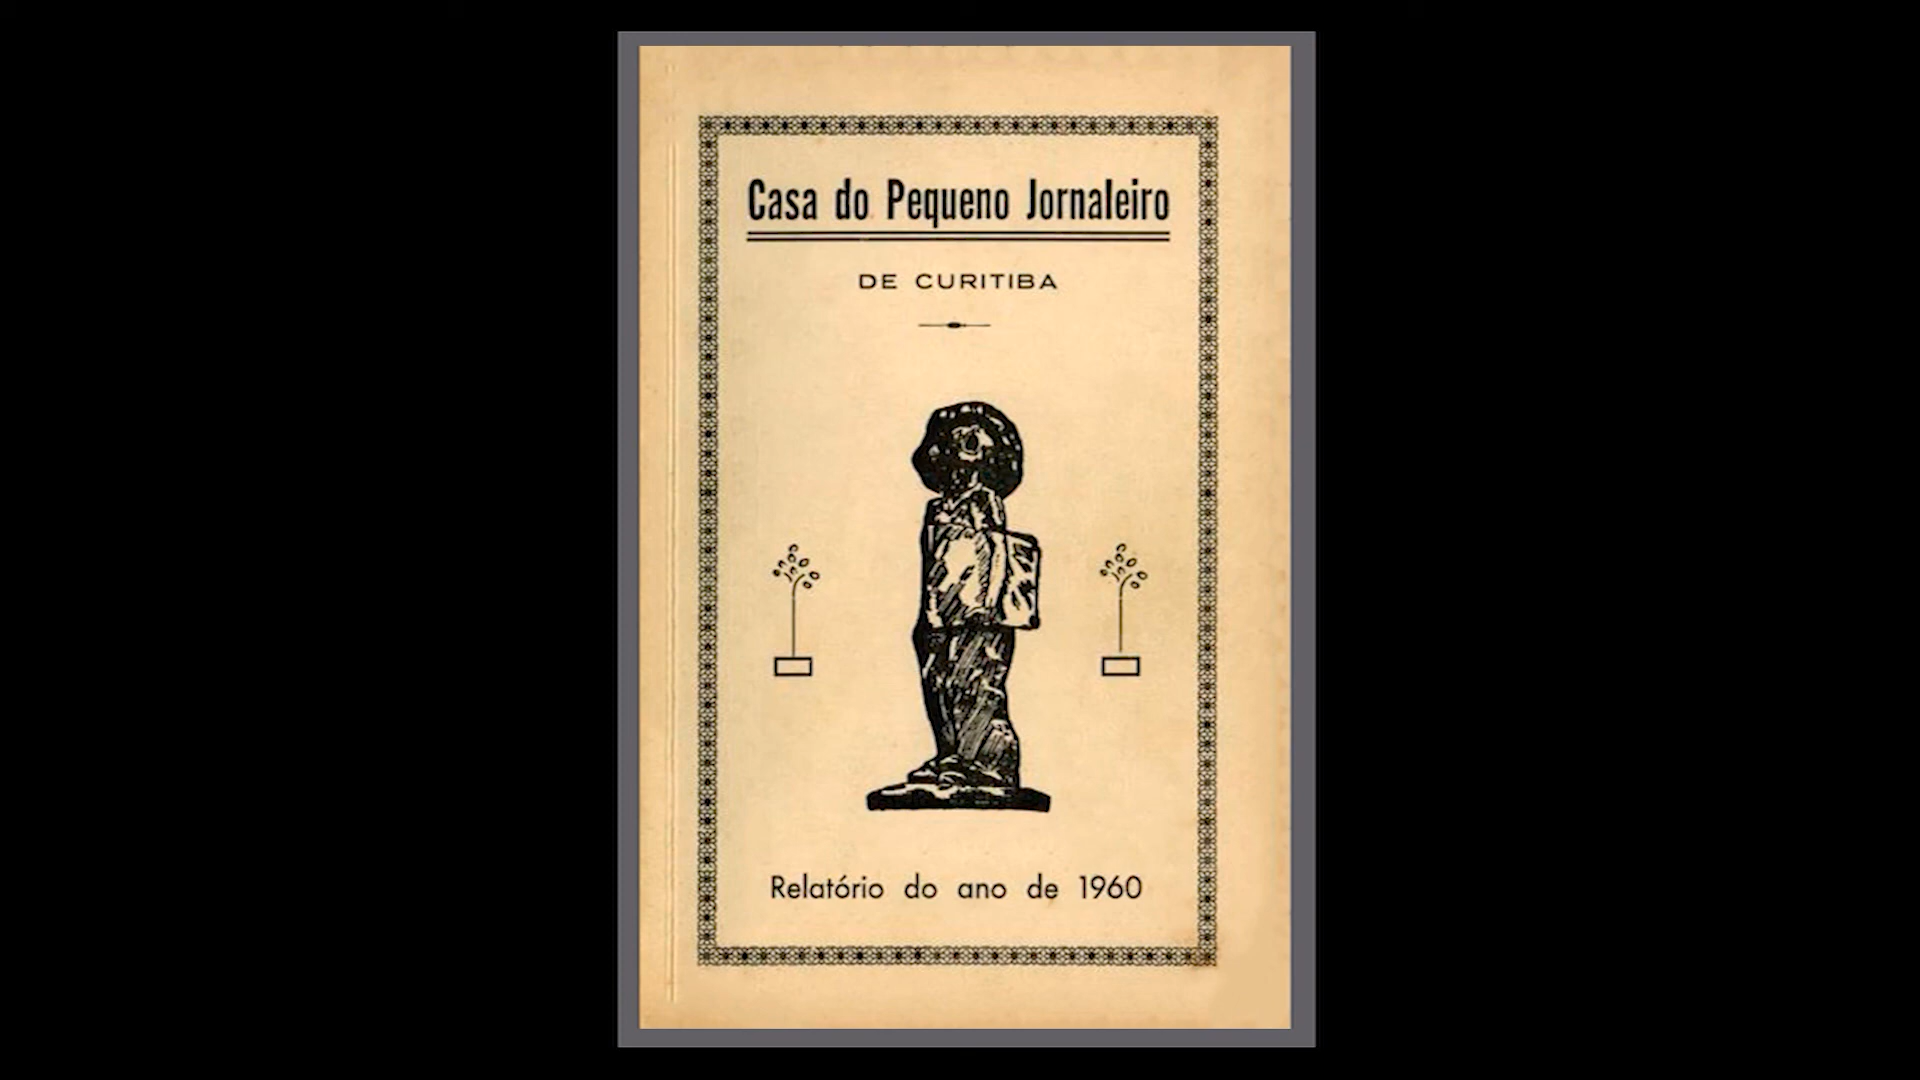 Casa do Pequeno Jornaleiro
DE CURITIBA
Relatório do ano de 1960